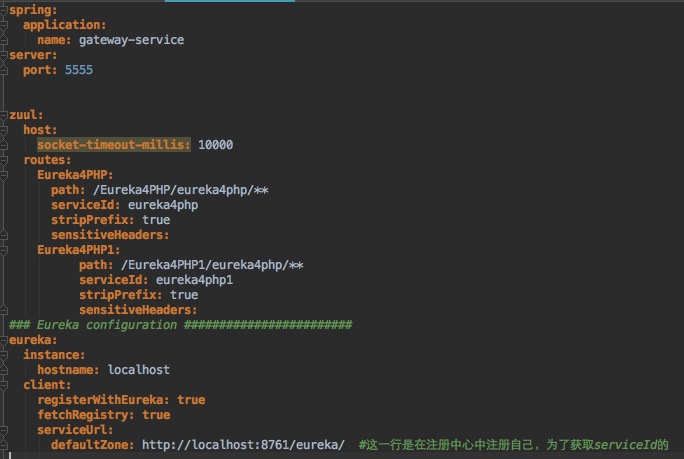 spring:
  application:
    name: gateway-service
server:
  port: 5555
zuul:
  host:
    socket-timeout-millis: 10000
  routes:
    Eureka4PHP:
      path: /Eureka4PHP/eureka4php/**
      serviceId: eureka4php
      stripPrefix: true
      sensitiveHeaders:
    Eureka4PHP1:
          path: /Eureka4PHP1/eureka4php/**
          serviceId: eureka4php1
          stripPrefix: true
          sensitiveHeaders:
### Eureka configuration ########################
eureka:
  instance:
    hostname: localhost
  client:
    registerWithEureka: true
    fetchRegistry: true
    serviceUrl:
      defaultZone: http://localhost:8761/eureka/  #这一行是在注册中心中注册自己，为了获取serviceId的